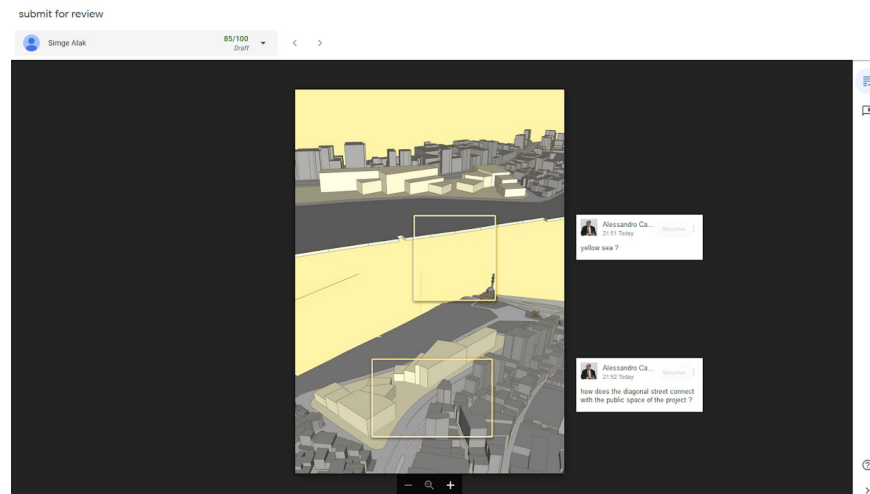 submit for review
Simge Alak
85/100
Draft
Alessandro Ca...
Resolve
21:51 Today
yellow sea ?
Alessandro Ca...
Resolve
21:52 Today
how does the diagonal street connect
with the public space of the project ?